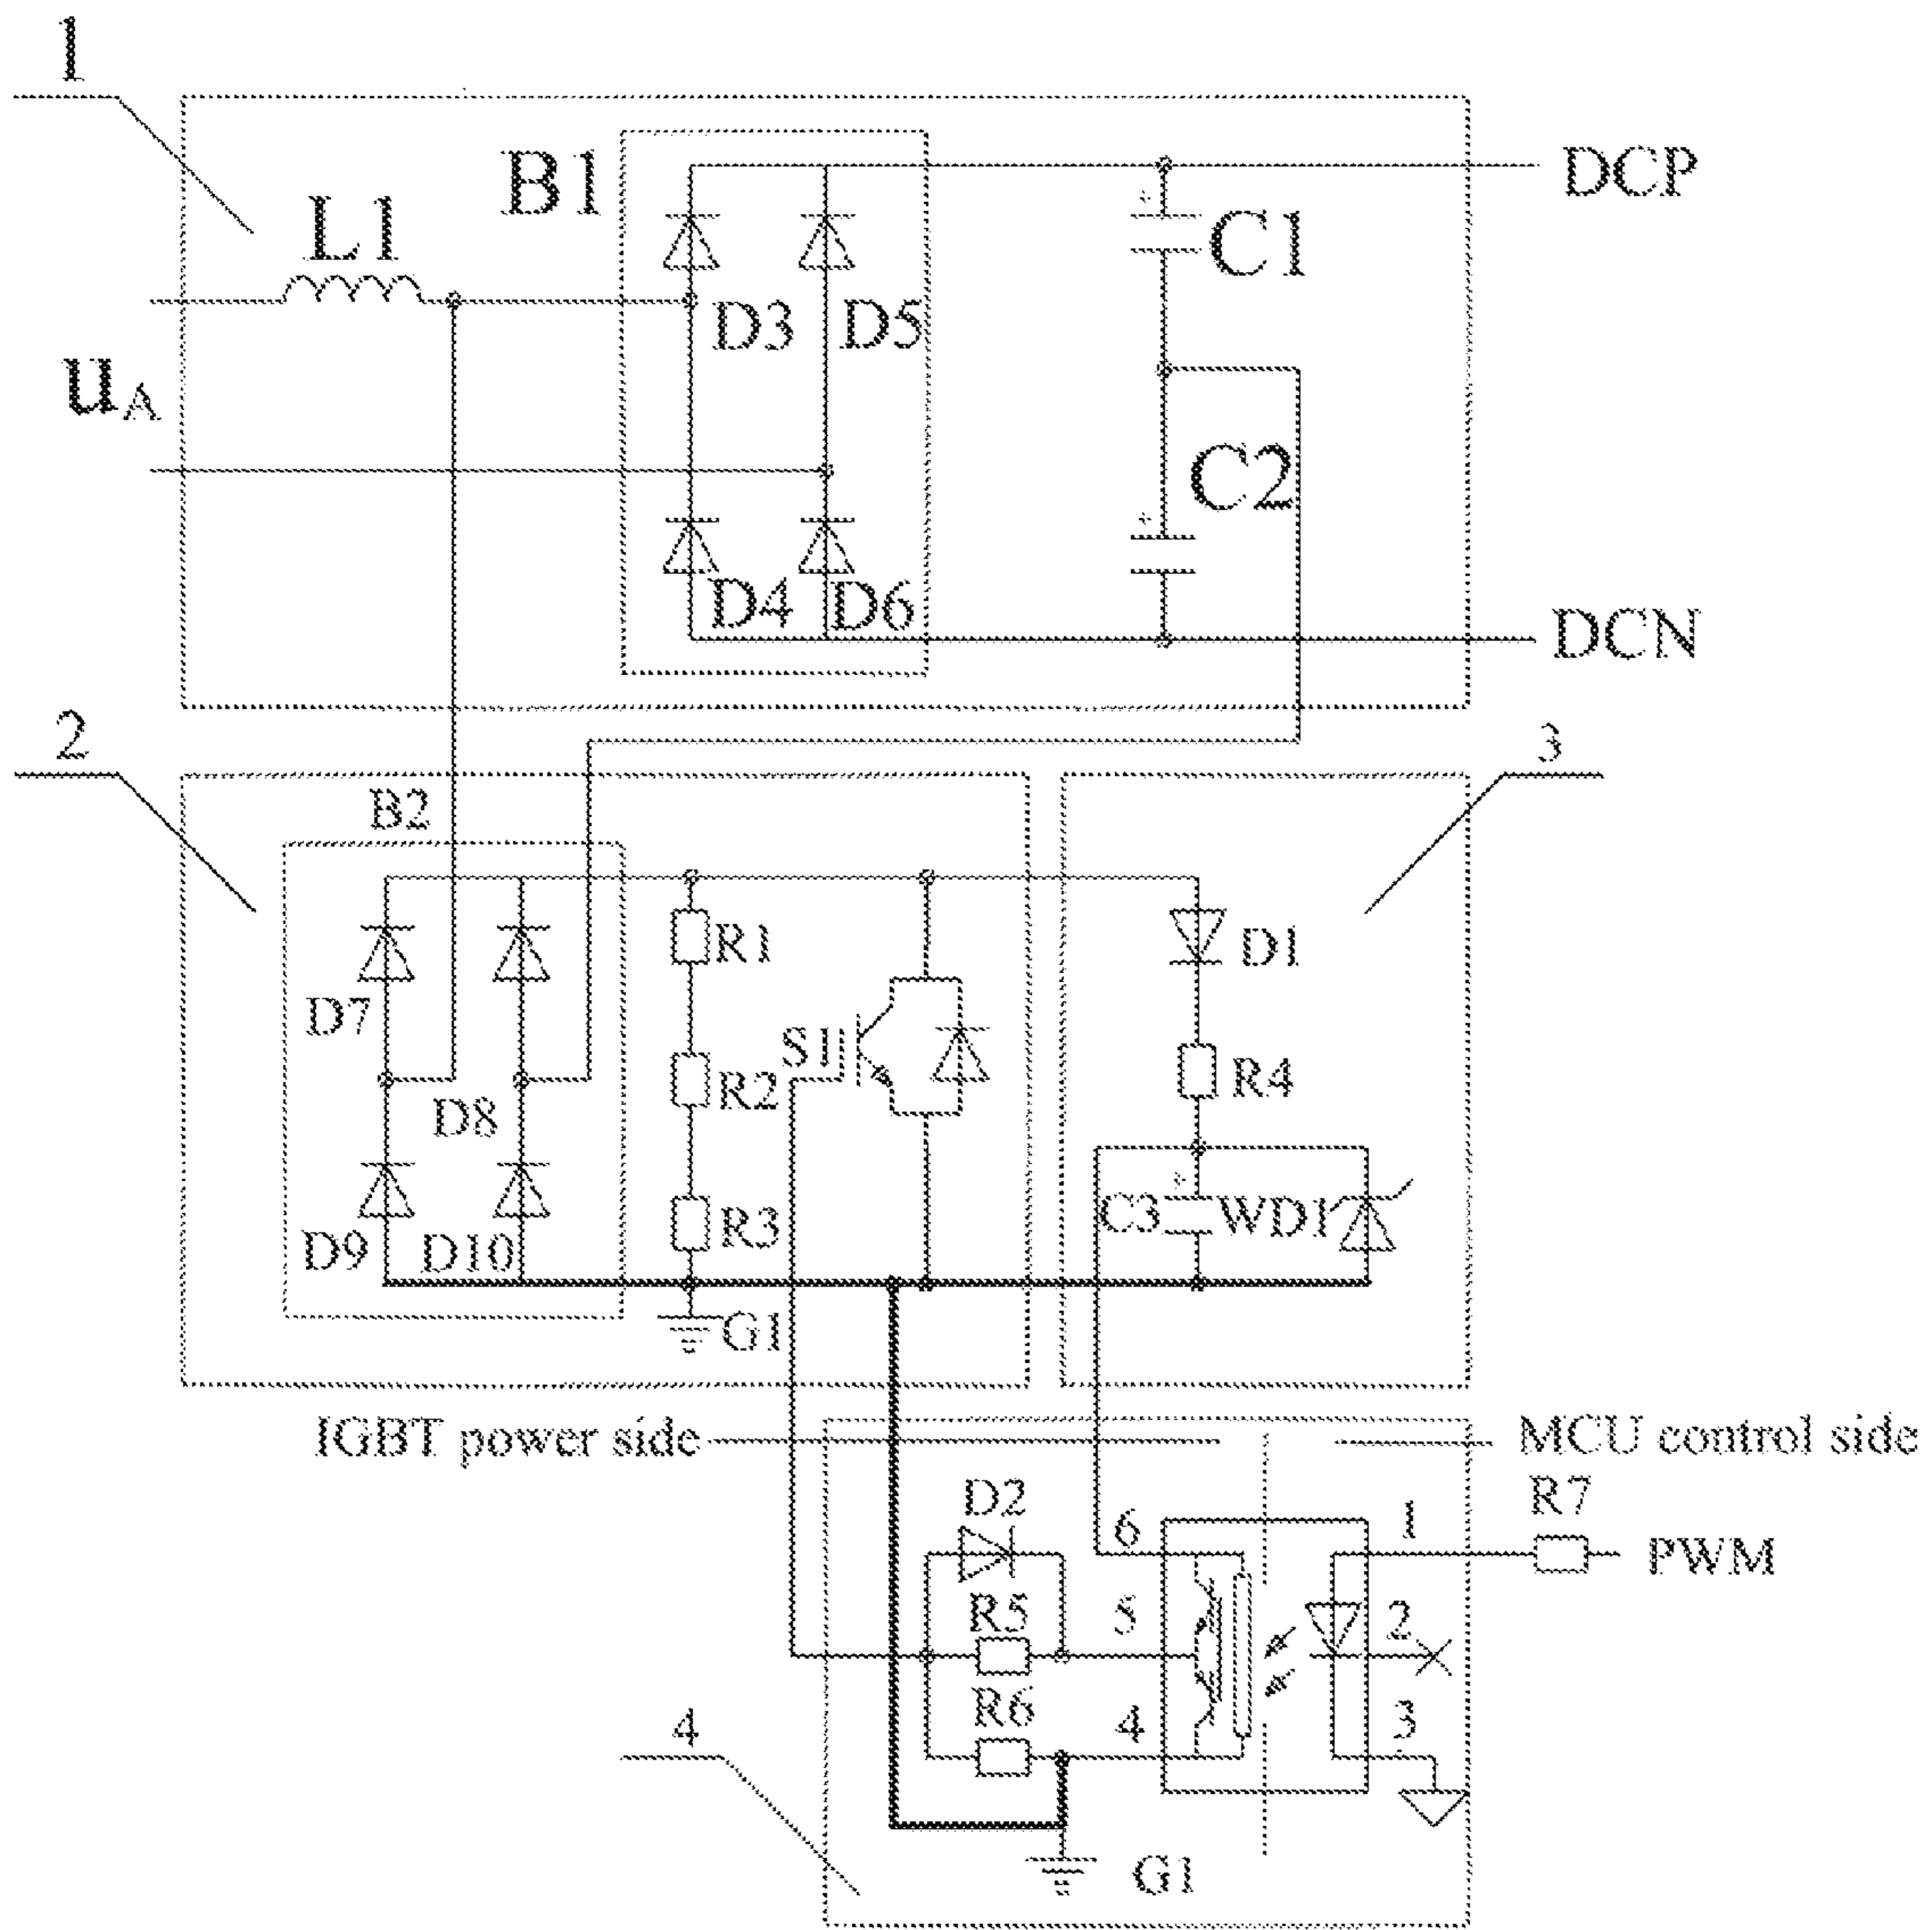 1
B1
DCP
L1
C1
D3
D5
uA
C2
D4
D6
DCN
2
3
B2
R1
D1
D7
S1
R2
R4
D8
C3
WD1
R3
D9
D10
G1
IGBT power side
MCU control side
D2
R7
6
1
PWM
R5
5
2
R6
4
3
4
G1